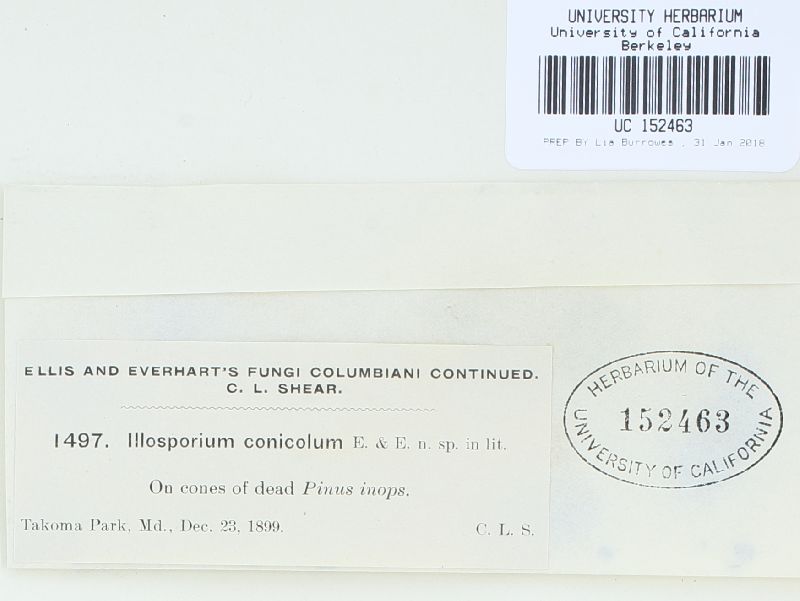 UNIVERSITY HERBARIUM
University of California
Berkeley
UC 152463
PREP BY Lia Burrowes , 31 Jan 2018
ELLIS AND EVERHART'S FUNGI COLUMBIANI CONTINUED.
C. L. SHEAR.
1497. Illosporium conicolum E. & E. n. sp. in lit.
On cones of dead Pinus inops.
Takoma Park, Md., Dec. 23, 1899. C. L. S.
HERBARIUM OF THE
152463
UNIVERSITY OF CALIFORNIA